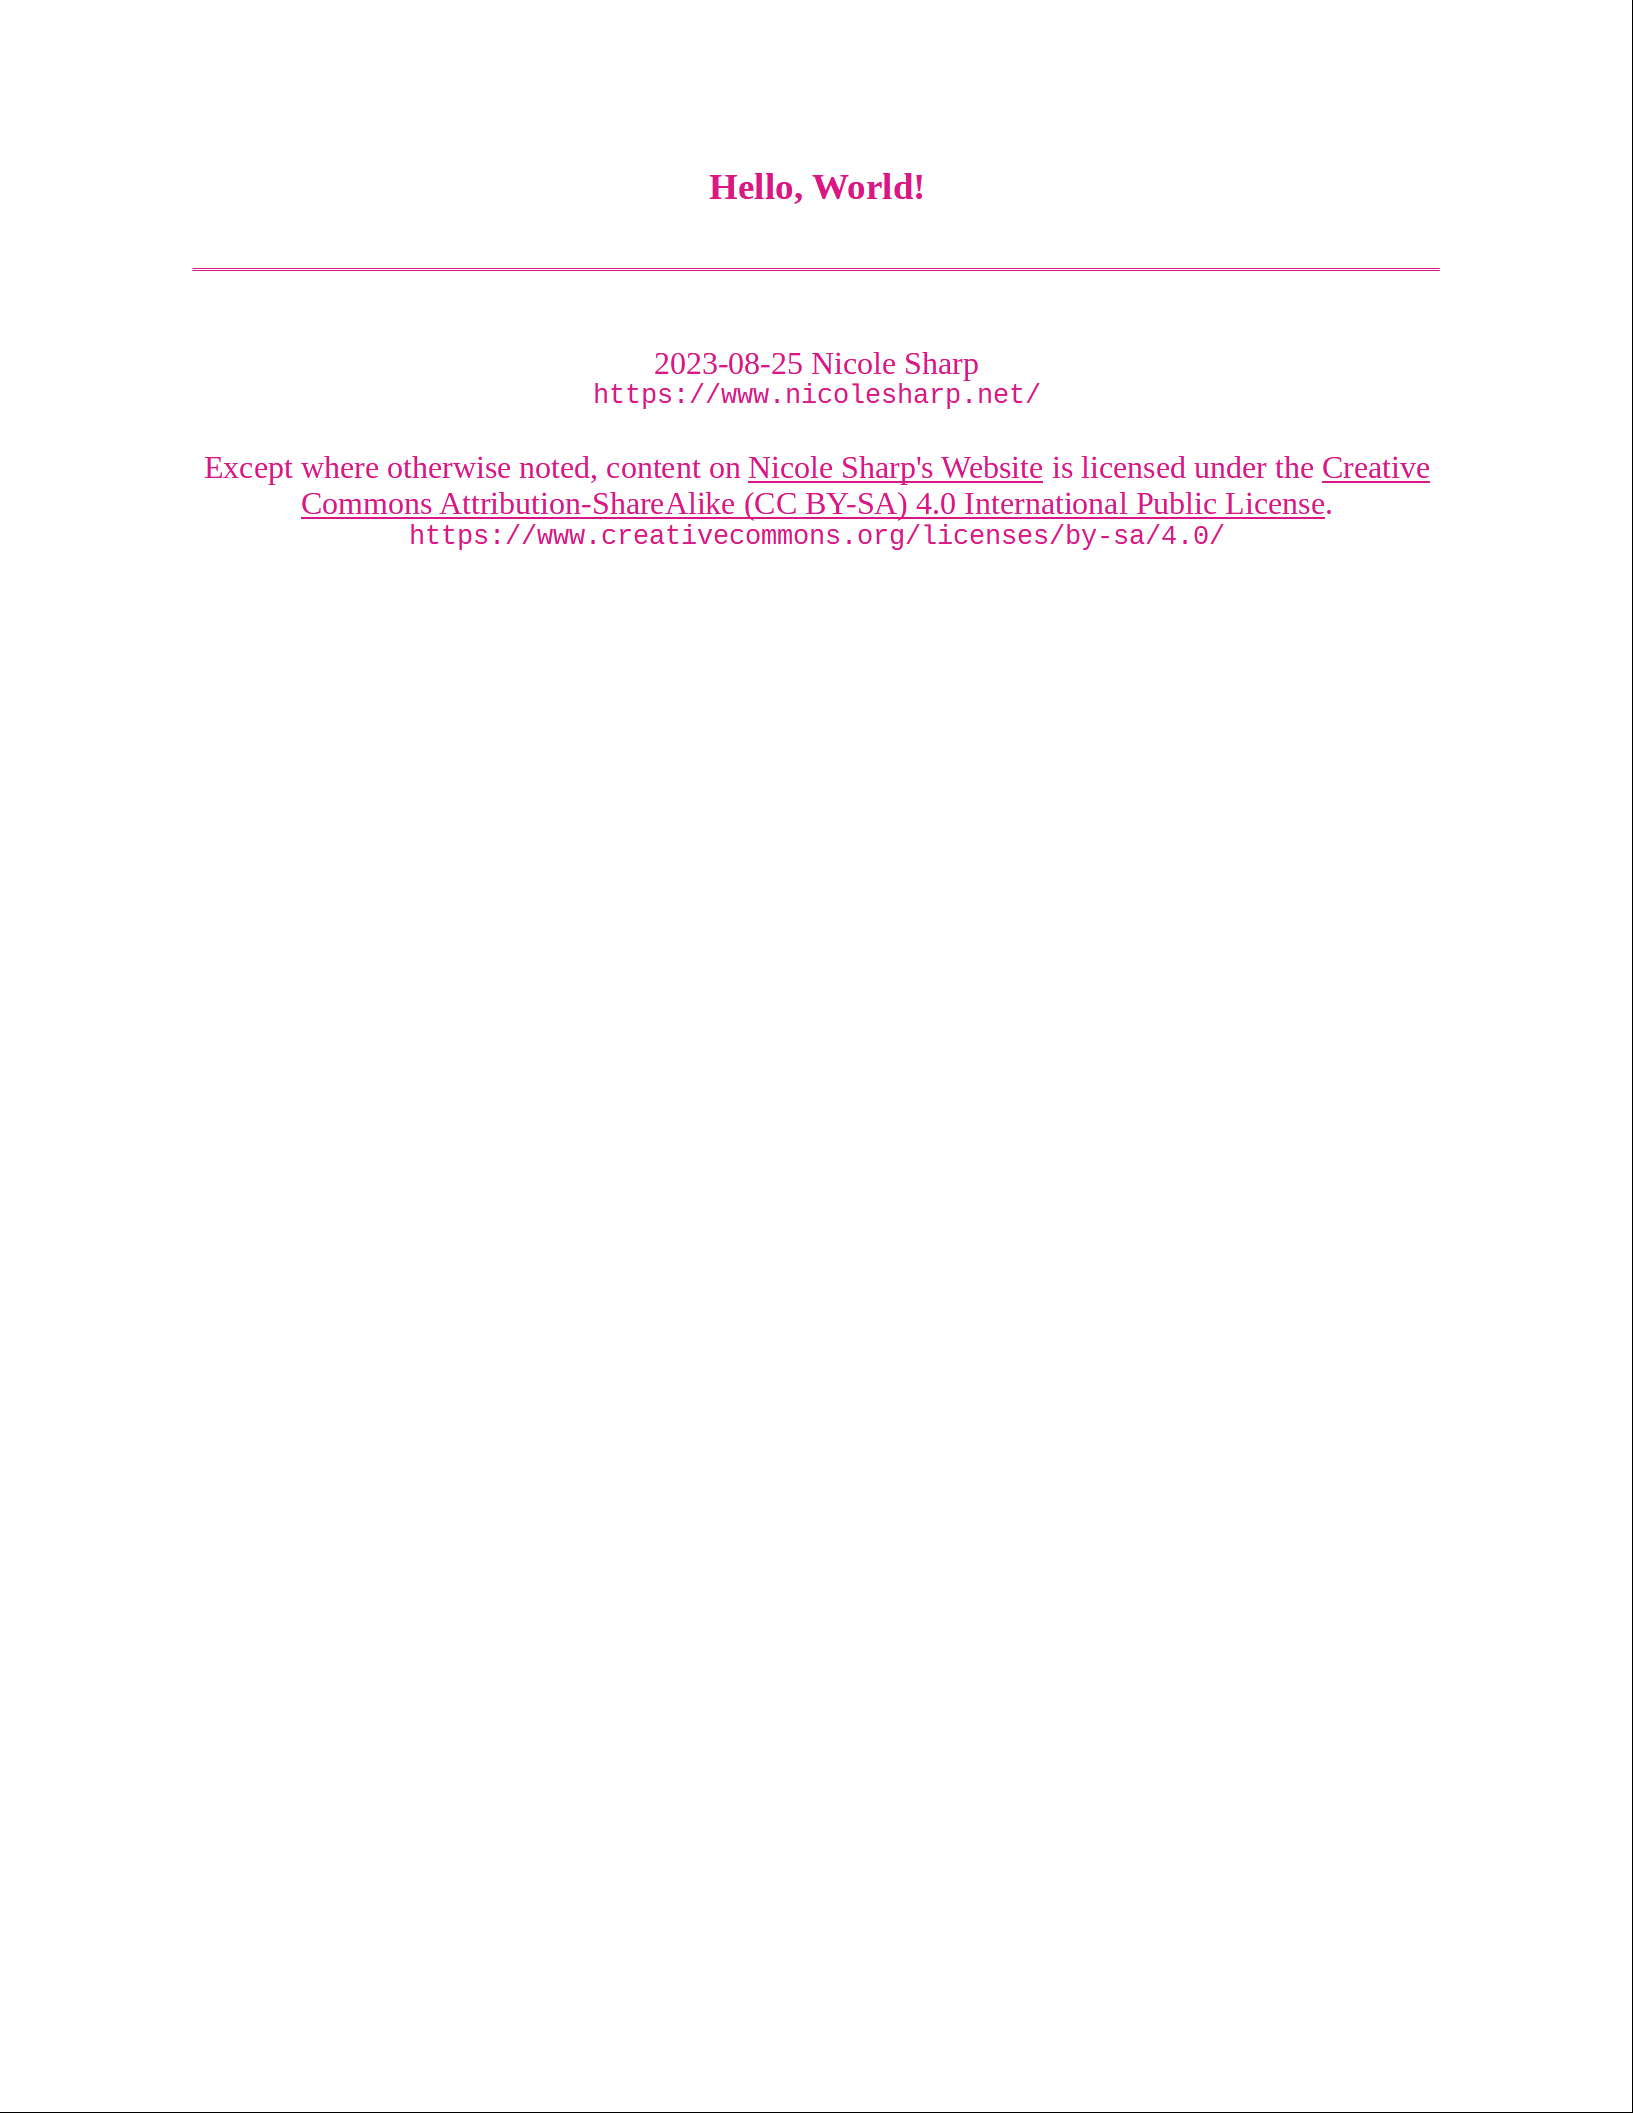 Hello, World!
2023-08-25 Nicole Sharp
https://www.nicolesharp.net/
Except where otherwise noted, content on Nicole Sharp's Website is licensed under the Creative
Commons Attribution-ShareAlike (CC BY-SA) 4.0 International Public License.
https://www.creativecommons.org/licenses/by-sa/4.0/